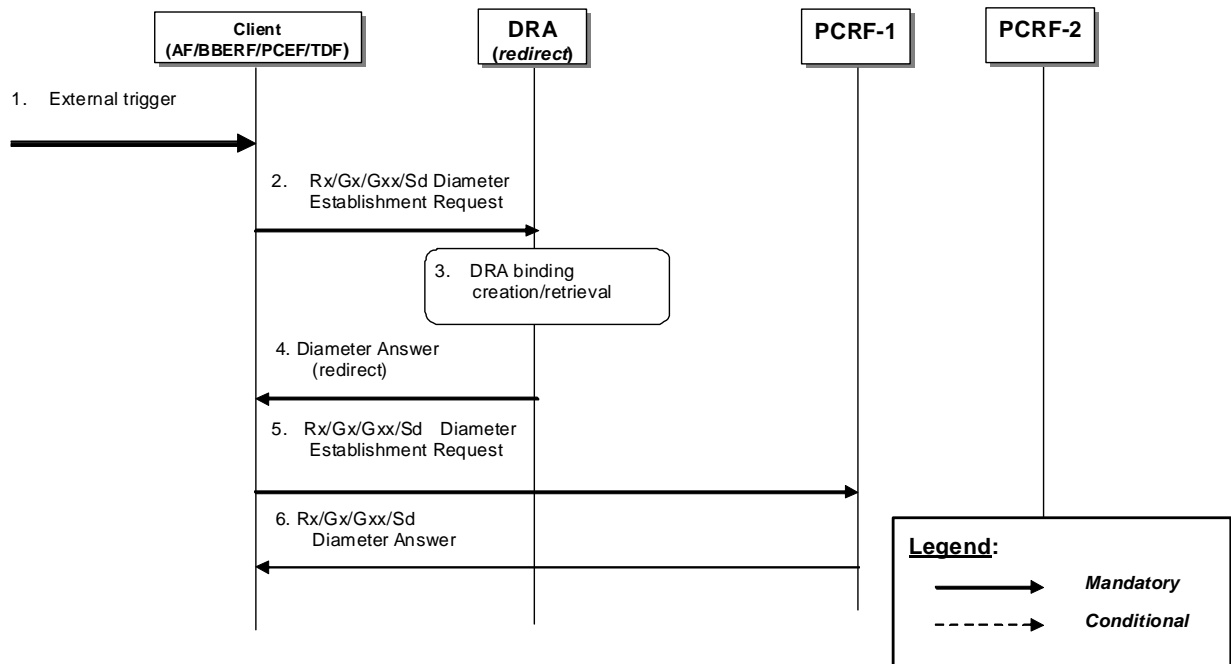 Client
(AF/BBERF/PCEF/TDF)
DRA
(redirect)
PCRF-1
PCRF-2
1. External trigger
2. Rx/Gx/Gxx/Sd Diameter
Establishment Request
3. DRA binding
creation/retrieval
4. Diameter Answer
(redirect)
5. Rx/Gx/Gxx/Sd Diameter
Establishment Request
6. Rx/Gx/Gxx/Sd
Diameter Answer
Legend:
Mandatory
Conditional